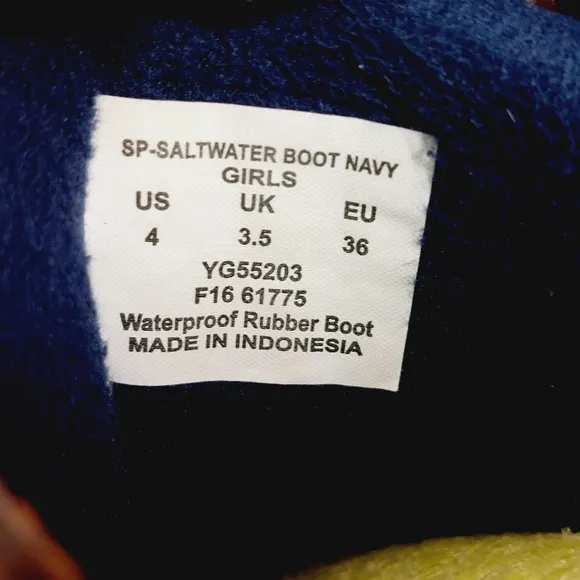 SP-SALTWATER BOOT NAVY
GIRLS
US UK EU
4 3.5 36
YG55203
F16 61775
Waterproof Rubber Boot
MADE IN INDONESIA